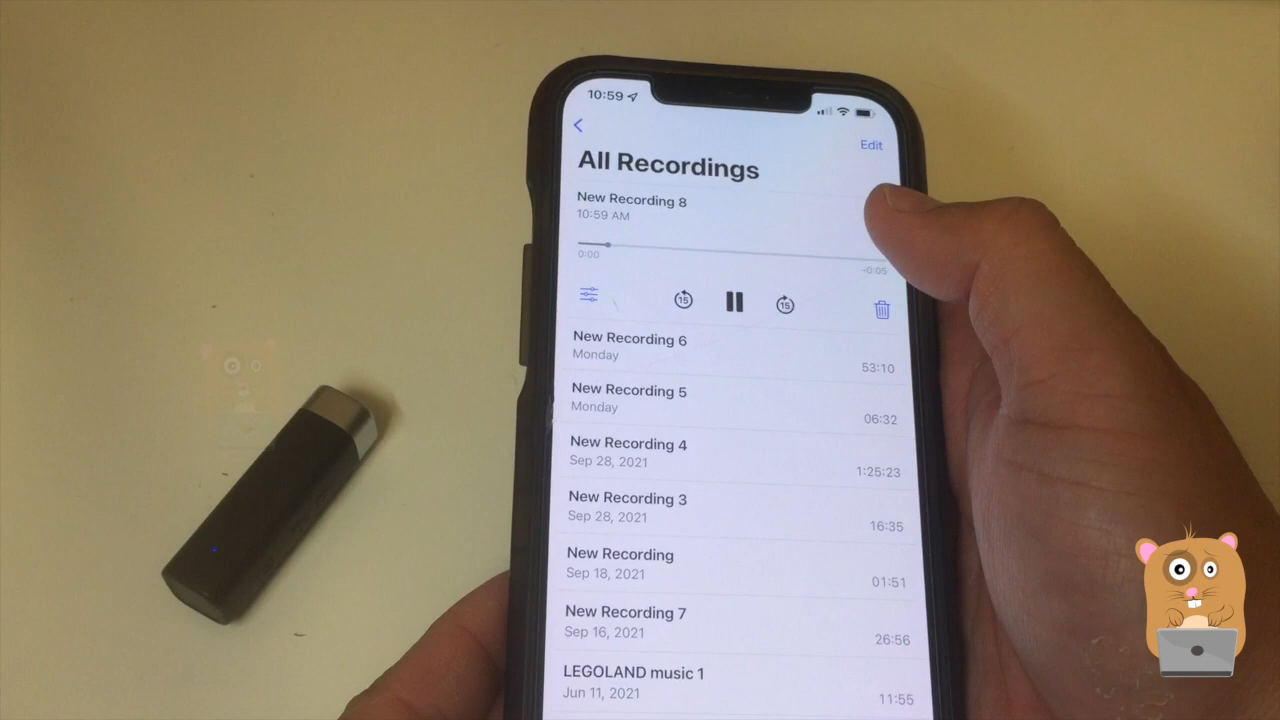 10:59
Edit
All Recordings
New Recording 8
10:59 AM
0:00
-0:05
15
15
New Recording 6
Monday
53:10
New Recording 5
Monday
06:32
New Recording 4
Sep 28, 2021
1:25:23
New Recording 3
Sep 28, 2021
16:35
New Recording
Sep 18, 2021
01:51
New Recording 7
Sep 16, 2021
26:56
LEGOLAND music 1
Jun 11, 2021
11:55